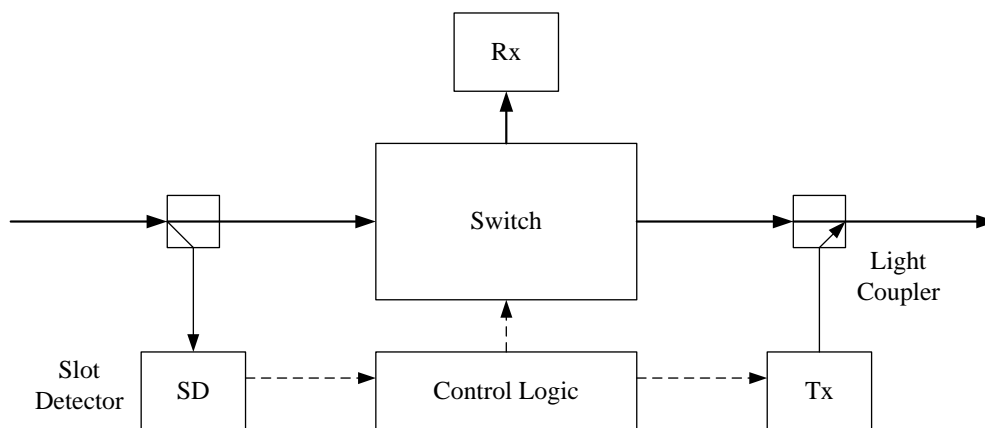 Rx
Switch
Light
Coupler
Slot
Detector
SD
Control Logic
Tx